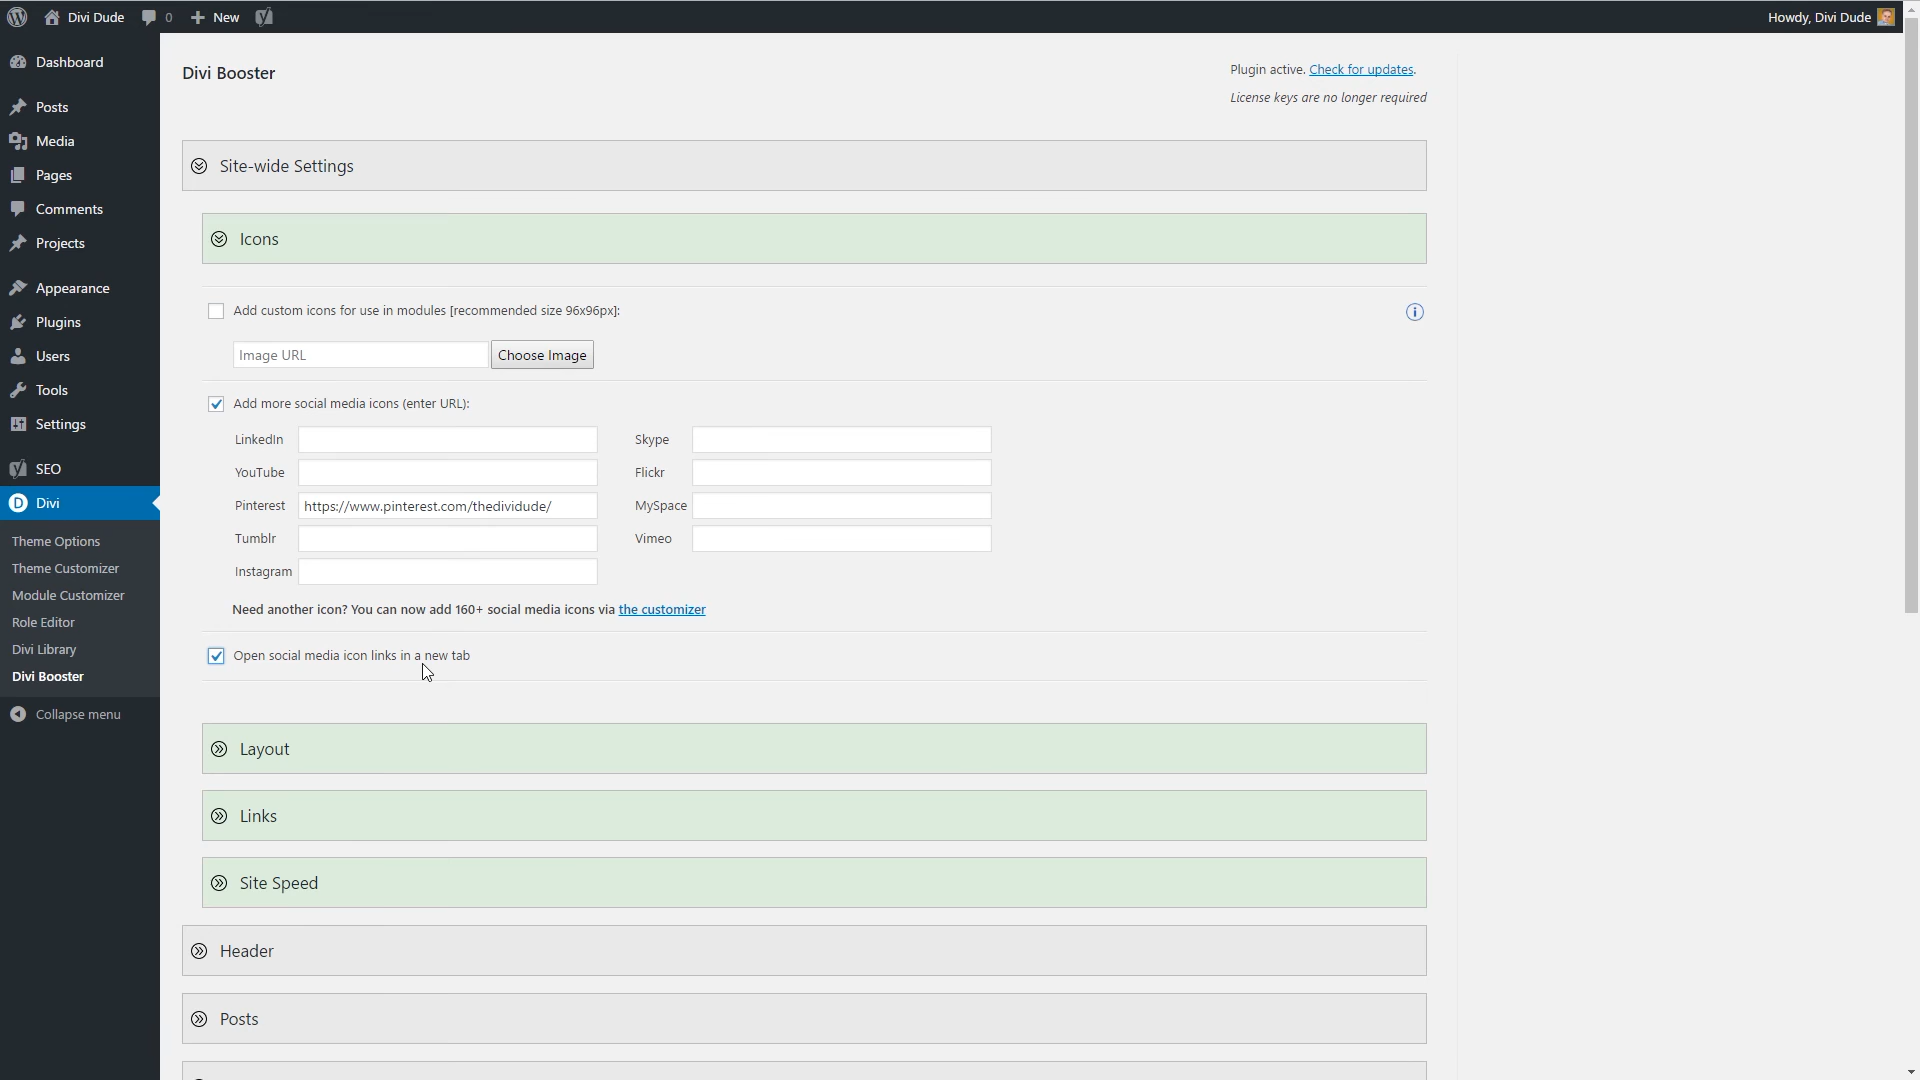 Divi Dude 0 New Howdy, Divi Dude
Dashboard
Posts
Media
Pages
Comments
Projects
Appearance
Plugins
Users
Tools
Settings
SEO
Divi
Theme Options
Theme Customizer
Module Customizer
Role Editor
Divi Library
Divi Booster
Collapse menu
Divi Booster
Plugin active. Check for updates.
License keys are no longer required
Site-wide Settings
Icons
Add custom icons for use in modules [recommended size 96x96px]:
Image URL Choose Image
Add more social media icons (enter URL):
LinkedIn Skype
YouTube Flickr
Pinterest https://www.pinterest.com/thedividude/ MySpace
Tumblr Vimeo
Instagram
Need another icon? You can now add 160+ social media icons via the customizer
Open social media icon links in a new tab
Layout
Links
Site Speed
Header
Posts